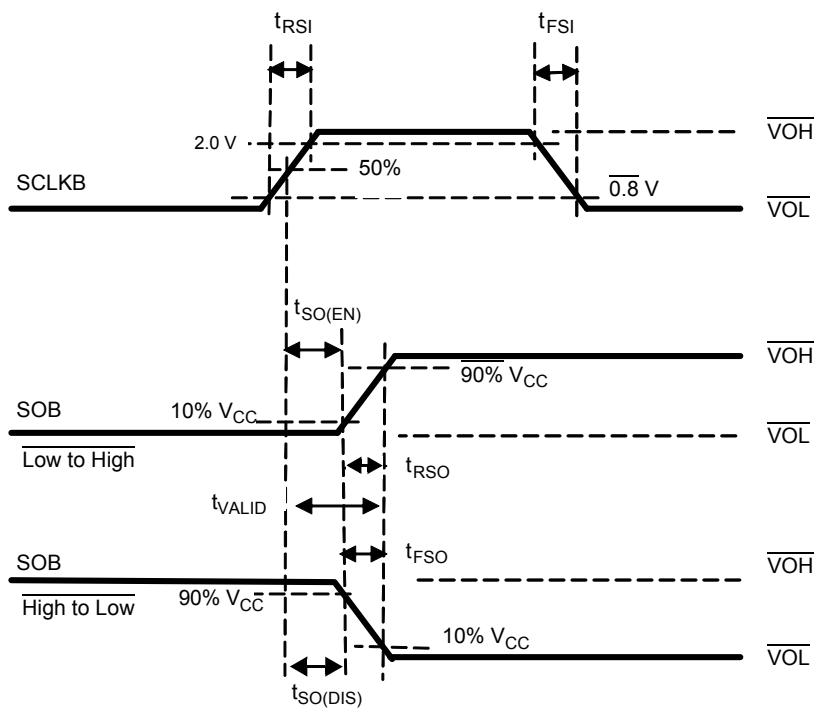 tRSI
tFSI
VOH
2.0 V
50%
SCLKB
0.8 V
VOL
tSO(EN)
VOH
90% VCC
SOB
10% VCC
VOL
Low to High
tRSO
tVALID
tFSO
VOH
SOB
90% VCC
High to Low
10% VCC
VOL
tSO(DIS)